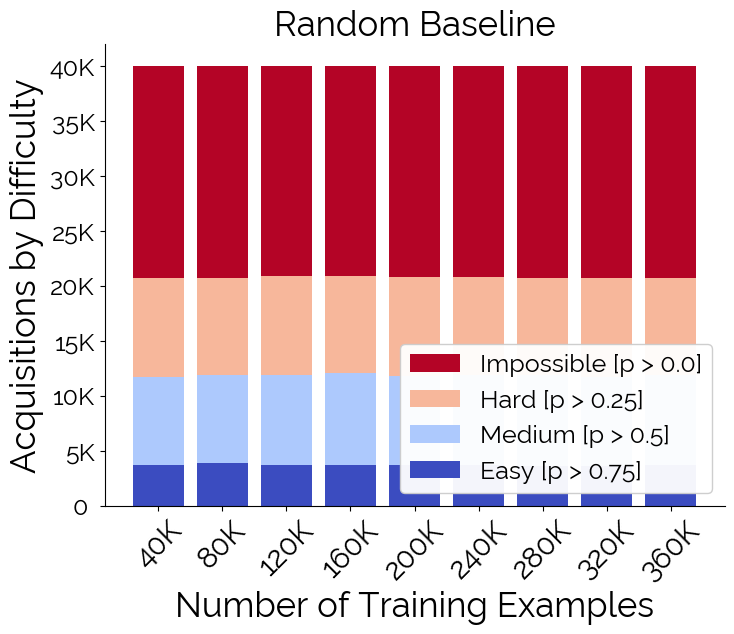 Random Baseline
Acquisitions by Difficulty
40K
35K
30K
25K
20K
15K
10K
5K
0
Impossible [p > 0.0]
Hard [p > 0.25]
Medium [p > 0.5]
Easy [p > 0.75]
40K 80K 120K 160K 200K 240K 280K 320K 360K
Number of Training Examples